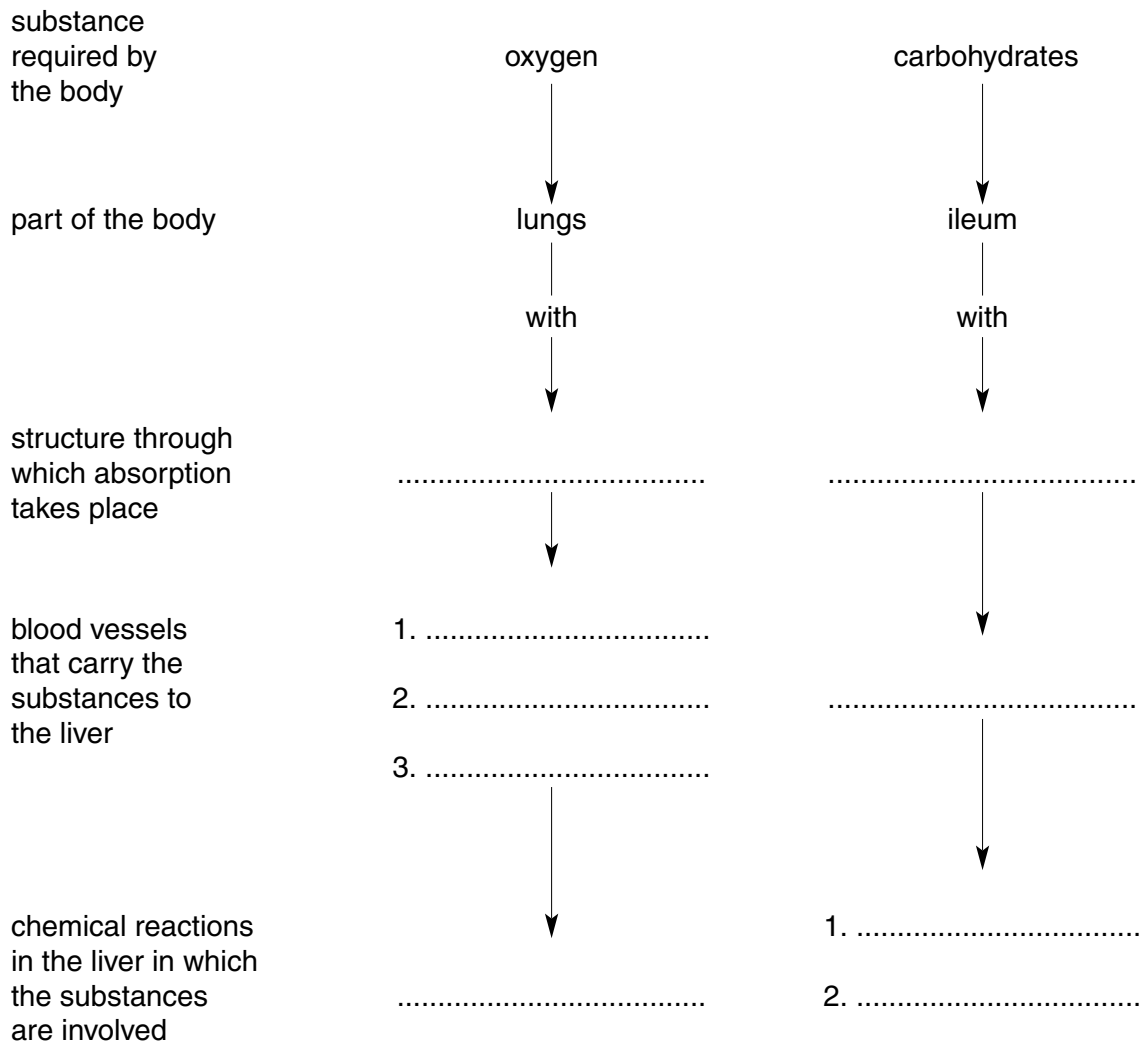 substance
required by
the body
oxygen
carbohydrates
part of the body
lungs
ileum
with
with
structure through
which absorption
takes place
.....................................
.....................................
blood vessels
that carry the
substances to
the liver
1. ..................................
2. ..................................
3. ..................................
.....................................
chemical reactions
in the liver in which
the substances
are involved
.....................................
1. ..................................
2. ..................................